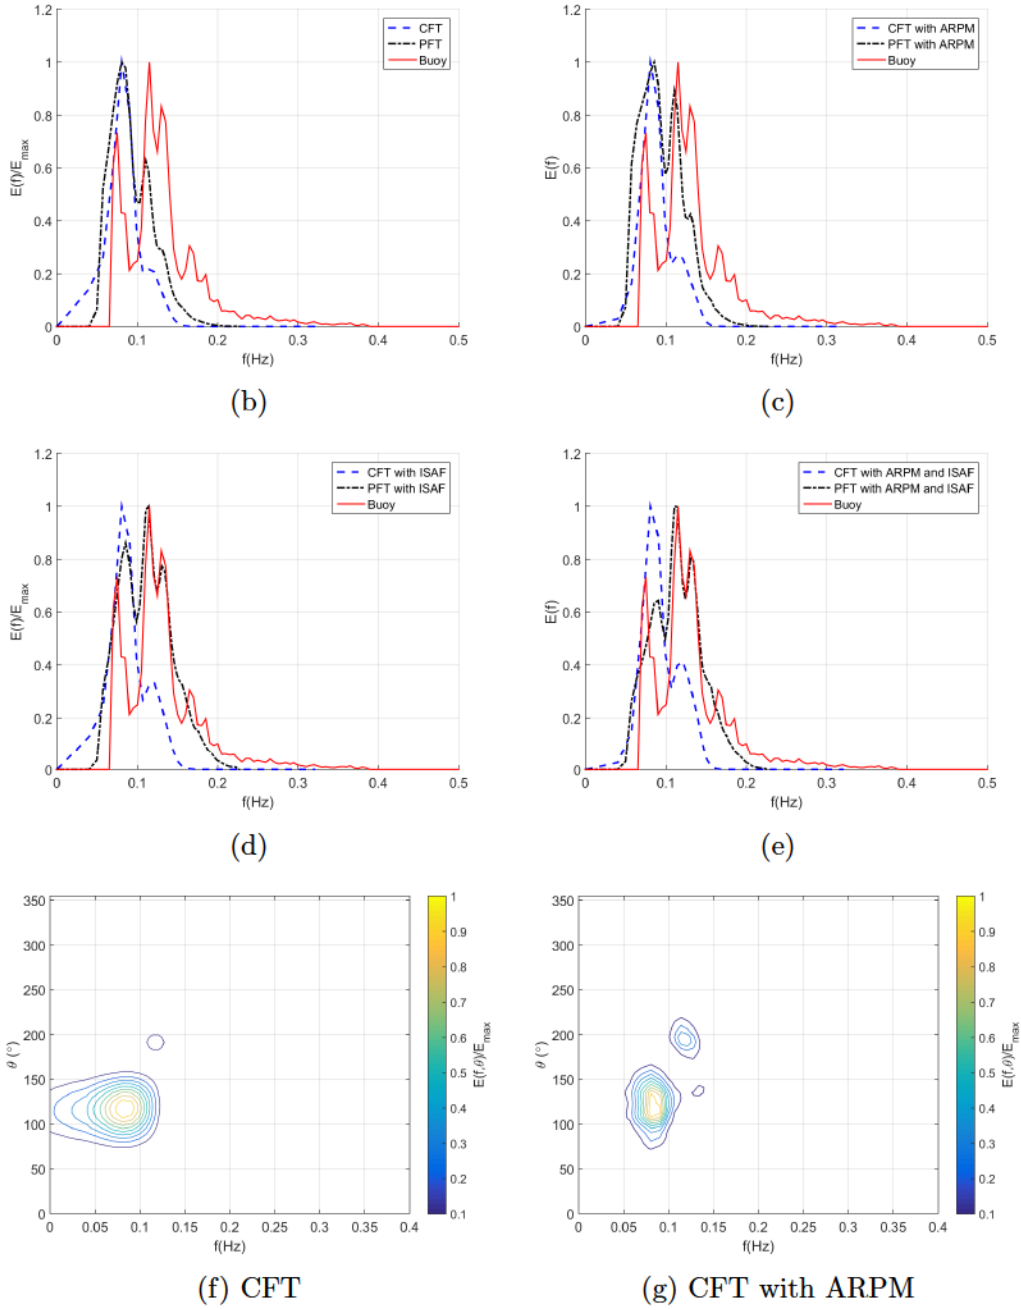 1.2
1
0.8
0.6
0.4
0.2
0
E(f)/E_max
CFT
PFT
Buoy
0 0.1 0.2 0.3 0.4 0.5
f(Hz)
(b)
1.2
1
0.8
0.6
0.4
0.2
0
E(f)
CFT with ARPM
PFT with ARPM
Buoy
0 0.1 0.2 0.3 0.4 0.5
f(Hz)
(c)
1.2
1
0.8
0.6
0.4
0.2
0
E(f)/E_max
CFT with ISAF
PFT with ISAF
Buoy
0 0.1 0.2 0.3 0.4 0.5
f(Hz)
(d)
1.2
1
0.8
0.6
0.4
0.2
0
E(f)
CFT with ARPM and ISAF
PFT with ARPM and ISAF
Buoy
0 0.1 0.2 0.3 0.4 0.5
f(Hz)
(e)
350
300
250
200
150
100
50
0
θ (°)
0 0.05 0.1 0.15 0.2 0.25 0.3 0.35 0.4
f(Hz)
1
0.9
0.8
0.7
0.6
0.5
0.4
0.3
0.2
0.1
E(f,θ)/E_max
(f) CFT
350
300
250
200
150
100
50
0
θ (°)
0 0.05 0.1 0.15 0.2 0.25 0.3 0.35 0.4
f(Hz)
1
0.9
0.8
0.7
0.6
0.5
0.4
0.3
0.2
0.1
E(f,θ)/E_max
(g) CFT with ARPM